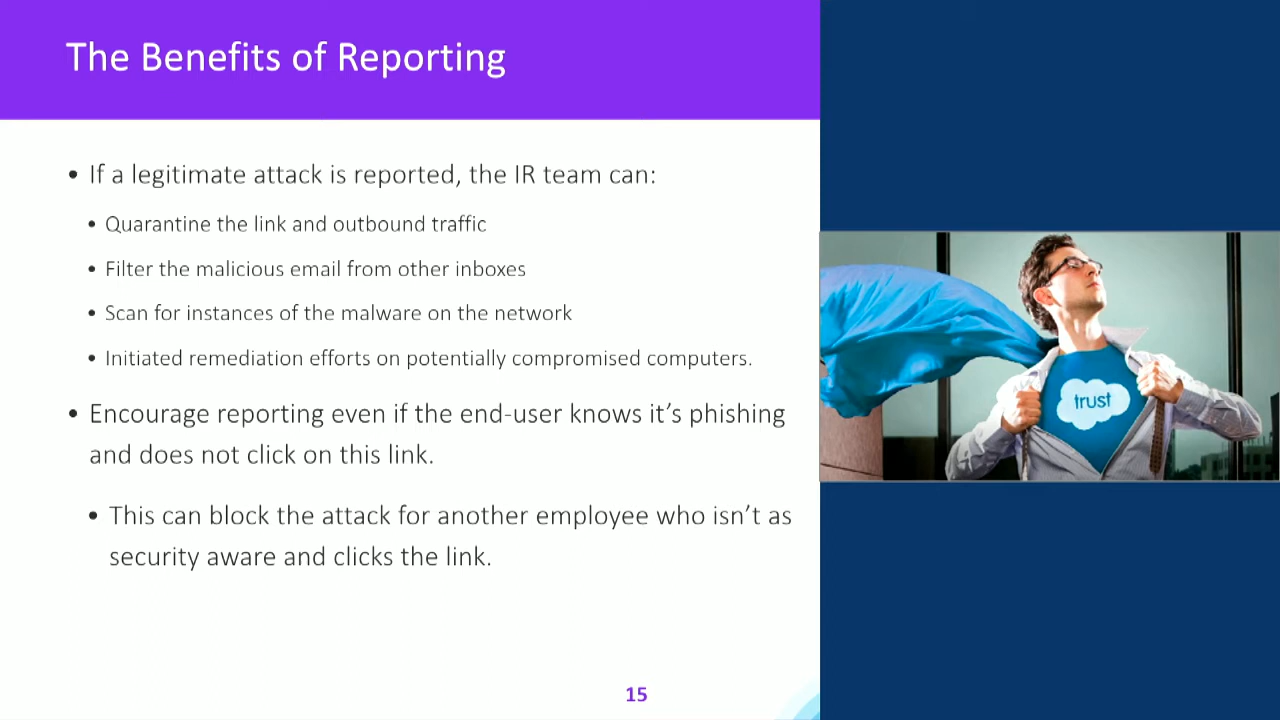 The Benefits of Reporting
• If a legitimate attack is reported, the IR team can:
• Quarantine the link and outbound traffic
• Filter the malicious email from other inboxes
• Scan for instances of the malware on the network
• Initiated remediation efforts on potentially compromised computers.
• Encourage reporting even if the end-user knows it's phishing
and does not click on this link.
• This can block the attack for another employee who isn't as
security aware and clicks the link.
trust
15